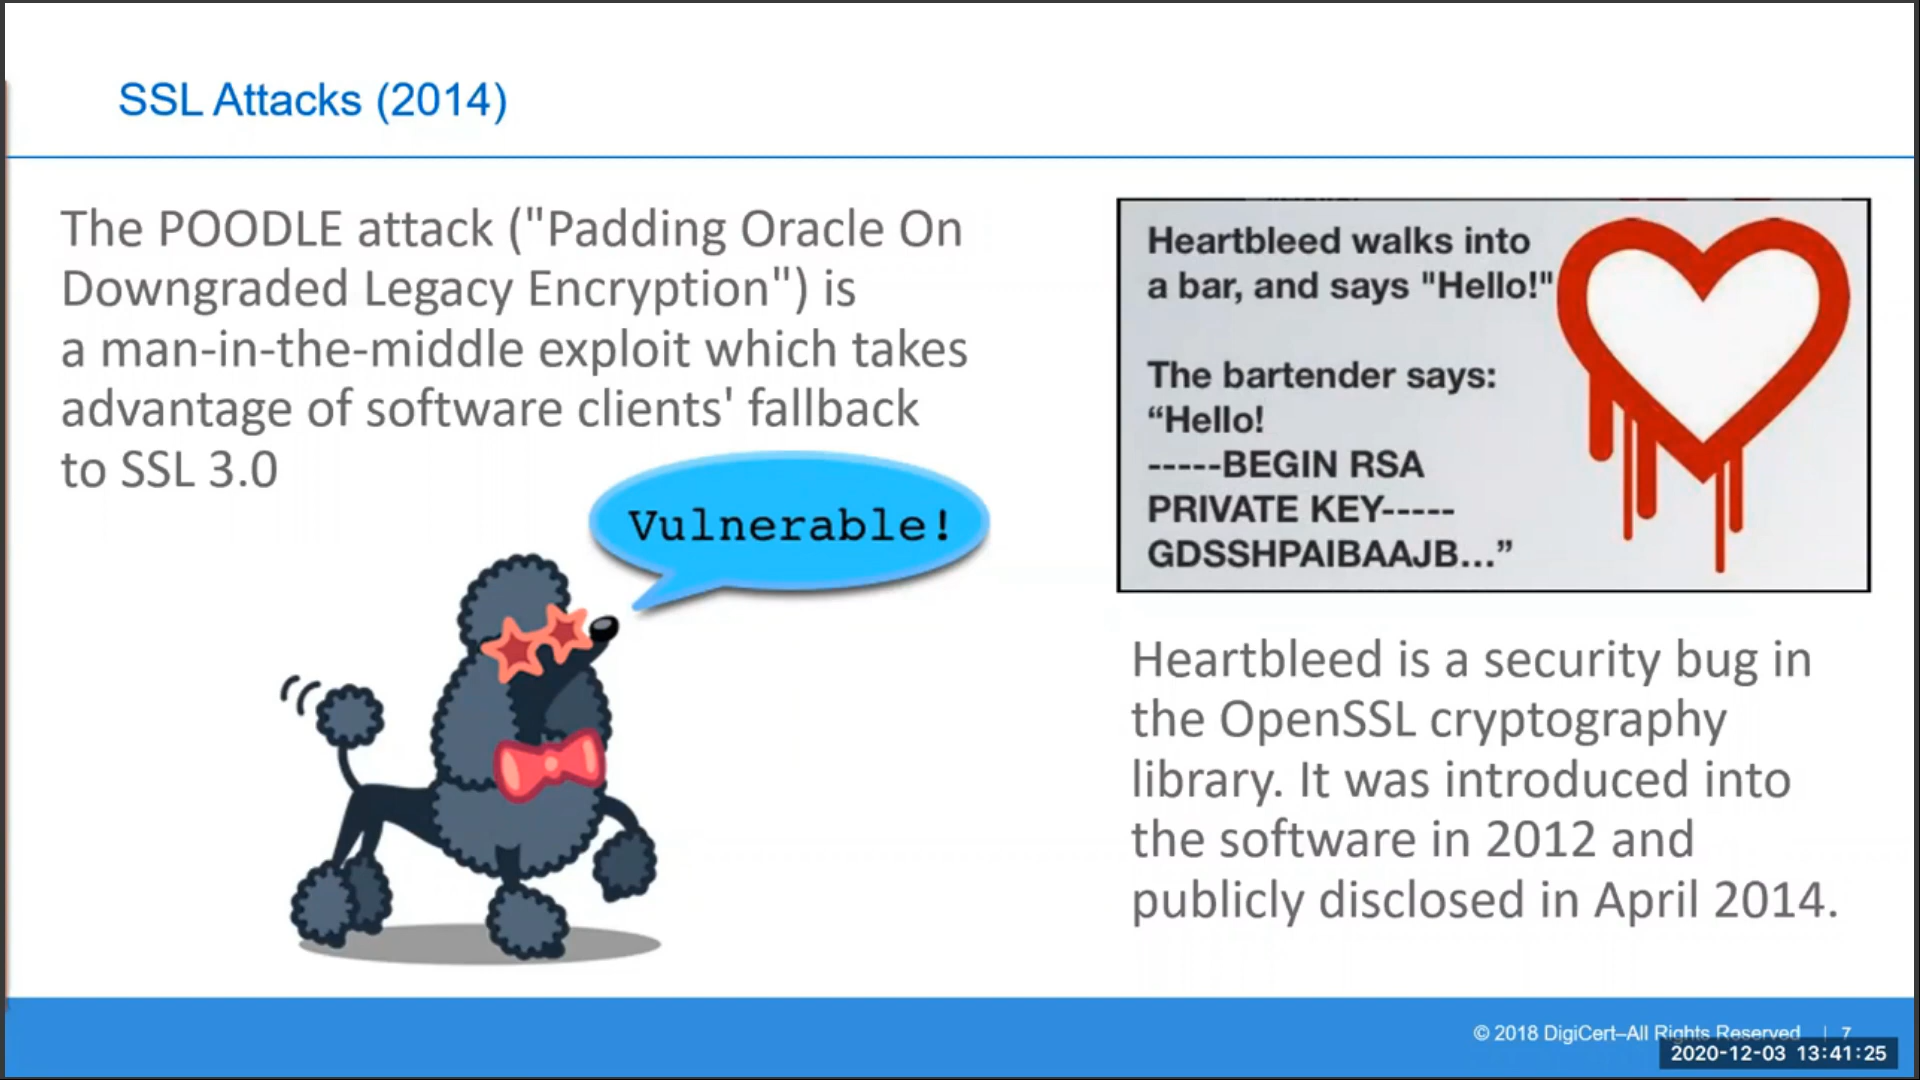 SSL Attacks (2014)
The POODLE attack ("Padding Oracle On
Downgraded Legacy Encryption") is
a man-in-the-middle exploit which takes
advantage of software clients' fallback
to SSL 3.0
Vulnerable!
Heartbleed walks into
a bar, and says "Hello!"
The bartender says:
“Hello!
-----BEGIN RSA
PRIVATE KEY-----
GDSSHPAIBAAJB...”
Heartbleed is a security bug in
the OpenSSL cryptography
library. It was introduced into
the software in 2012 and
publicly disclosed in April 2014.
© 2018 DigiCert–All Rights Reserved | 7
2020-12-03 13:41:25